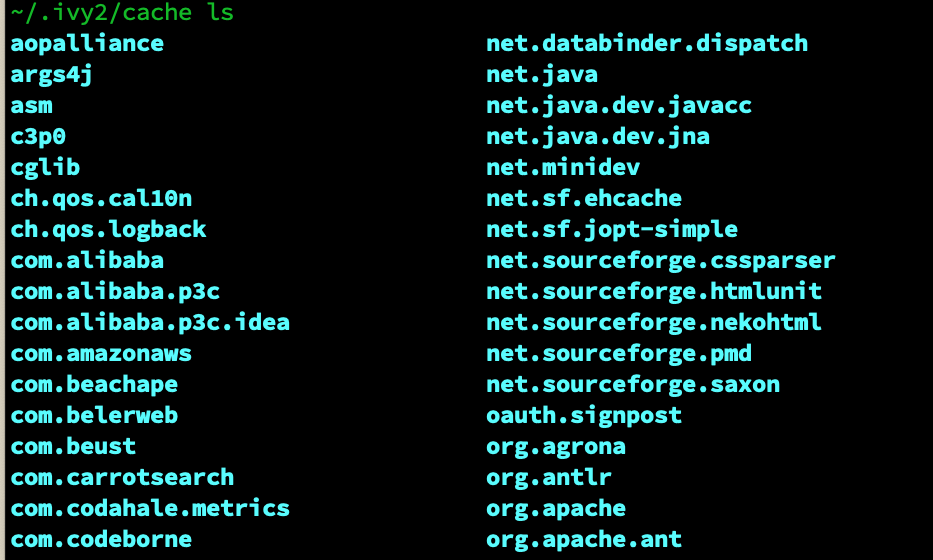 ~/.ivy2/cache ls
aopalliance net.databinder.dispatch
args4j net.java
asm net.java.dev.javacc
c3p0 net.java.dev.jna
cglib net.minidev
ch.qos.cal10n net.sf.ehcache
ch.qos.logback net.sf.jopt-simple
com.alibaba net.sourceforge.cssparser
com.alibaba.p3c net.sourceforge.htmlunit
com.alibaba.p3c.idea net.sourceforge.nekohtml
com.amazonaws net.sourceforge.pmd
com.beachape net.sourceforge.saxon
com.belerweb oauth.signpost
com.beust org.agrona
com.carrotsearch org.antlr
com.codahale.metrics org.apache
com.codeborne org.apache.ant